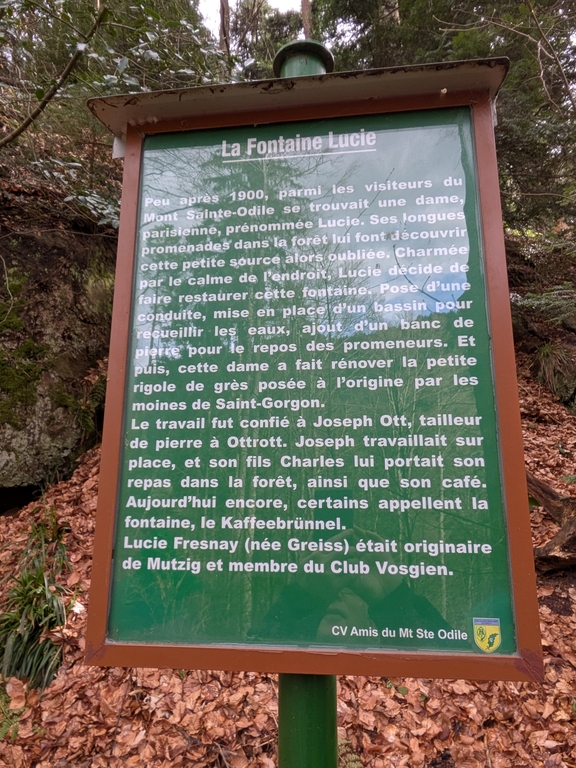 La Fontaine Lucie
Peu après 1900, parmi les visiteurs du
Mont Sainte-Odile se trouvait une dame,
parisienne, prénommée Lucie. Ses longues
promenades dans la forêt lui font découvrir
cette petite source alors oubliée. Charmée
par le calme de l'endroit, Lucie décide de
faire restaurer cette fontaine. Pose d'une
conduite, mise en place d'un bassin pour
recueillir les eaux, ajout d'un banc de
pierre pour le repos des promeneurs. Et
puis, cette dame a fait rénover la petite
rigole de grès posée à l'origine par les
moines de Saint-Gorgon.
Le travail fut confié à Joseph Ott, tailleur
de pierre à Ottrott. Joseph travaillait sur
place, et son fils Charles lui portait son
repas dans la forêt, ainsi que son café.
Aujourd'hui encore, certains appellent la
fontaine, le Kaffeebrünnel.
Lucie Fresnay (née Greiss) était originaire
de Mutzig et membre du Club Vosgien.
CV Amis du Mt Ste Odile